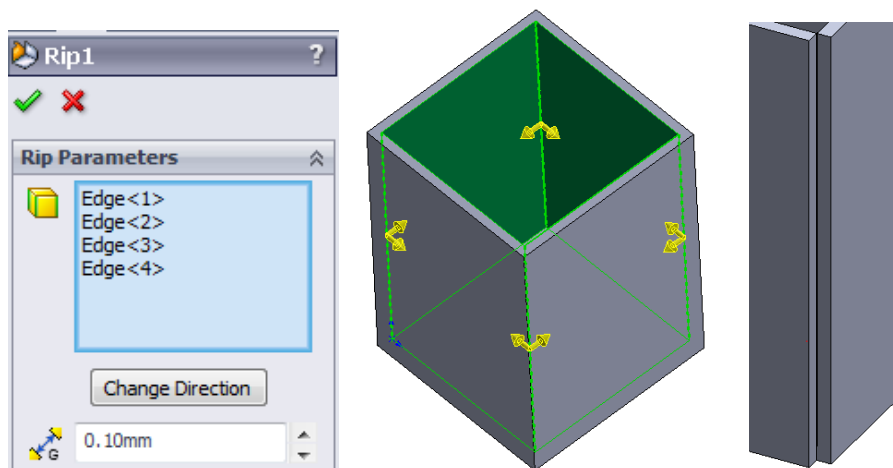 Rip1 ?
Rip Parameters
Edge<1>
Edge<2>
Edge<3>
Edge<4>
Change Direction
G 0.10mm